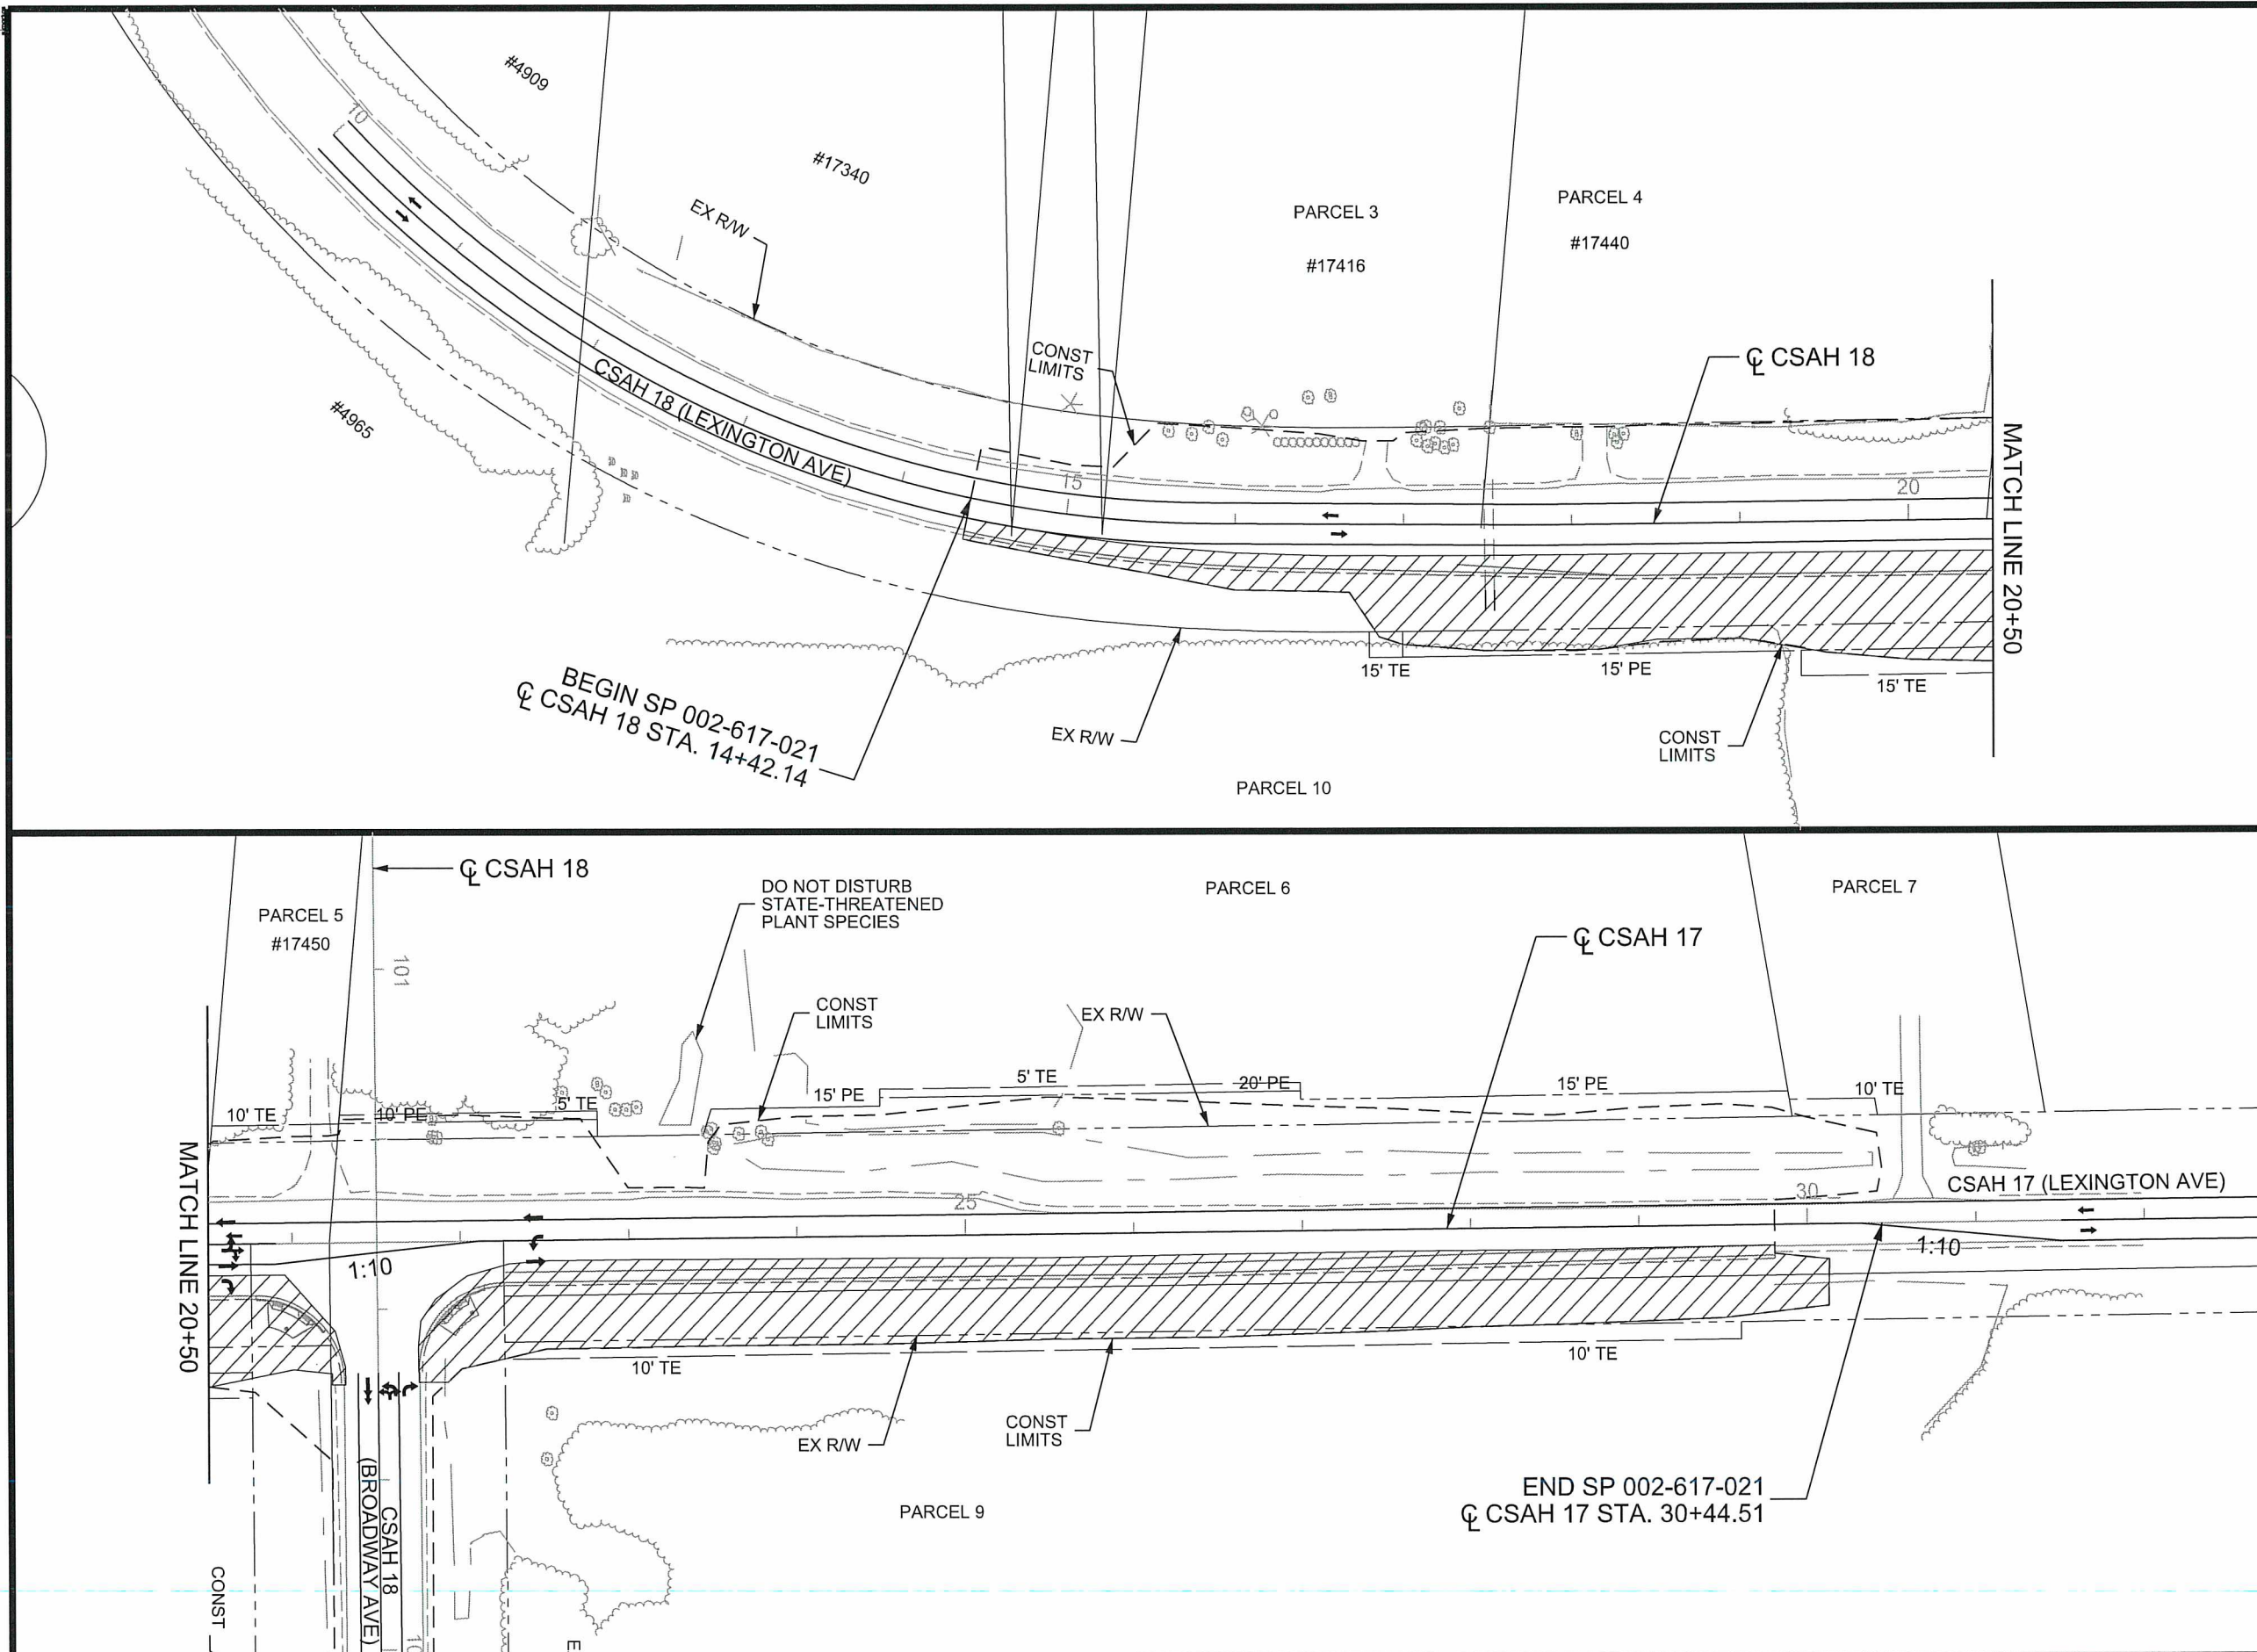 #4909
10
#17340
EX R/W
PARCEL 3
#17416
PARCEL 4
#17440
#4965
CONST
LIMITS
℄ CSAH 18
CSAH 18 (LEXINGTON AVE)
15
20
MATCH LINE 20+50
15' TE
15' PE
15' TE
BEGIN SP 002-617-021
℄ CSAH 18 STA. 14+42.14
EX R/W
CONST
LIMITS
PARCEL 10
℄ CSAH 18
PARCEL 5
#17450
101
DO NOT DISTURB
STATE-THREATENED
PLANT SPECIES
PARCEL 6
PARCEL 7
℄ CSAH 17
CONST
LIMITS
EX R/W
10' TE
10' PE
5' TE
15' PE
5' TE
20' PE
15' PE
10' TE
MATCH LINE 20+50
25
30
CSAH 17 (LEXINGTON AVE)
1:10
1:10
10' TE
10' TE
EX R/W
CONST
LIMITS
PARCEL 9
END SP 002-617-021
℄ CSAH 17 STA. 30+44.51
CSAH 18
(BROADWAY AVE)
CONST